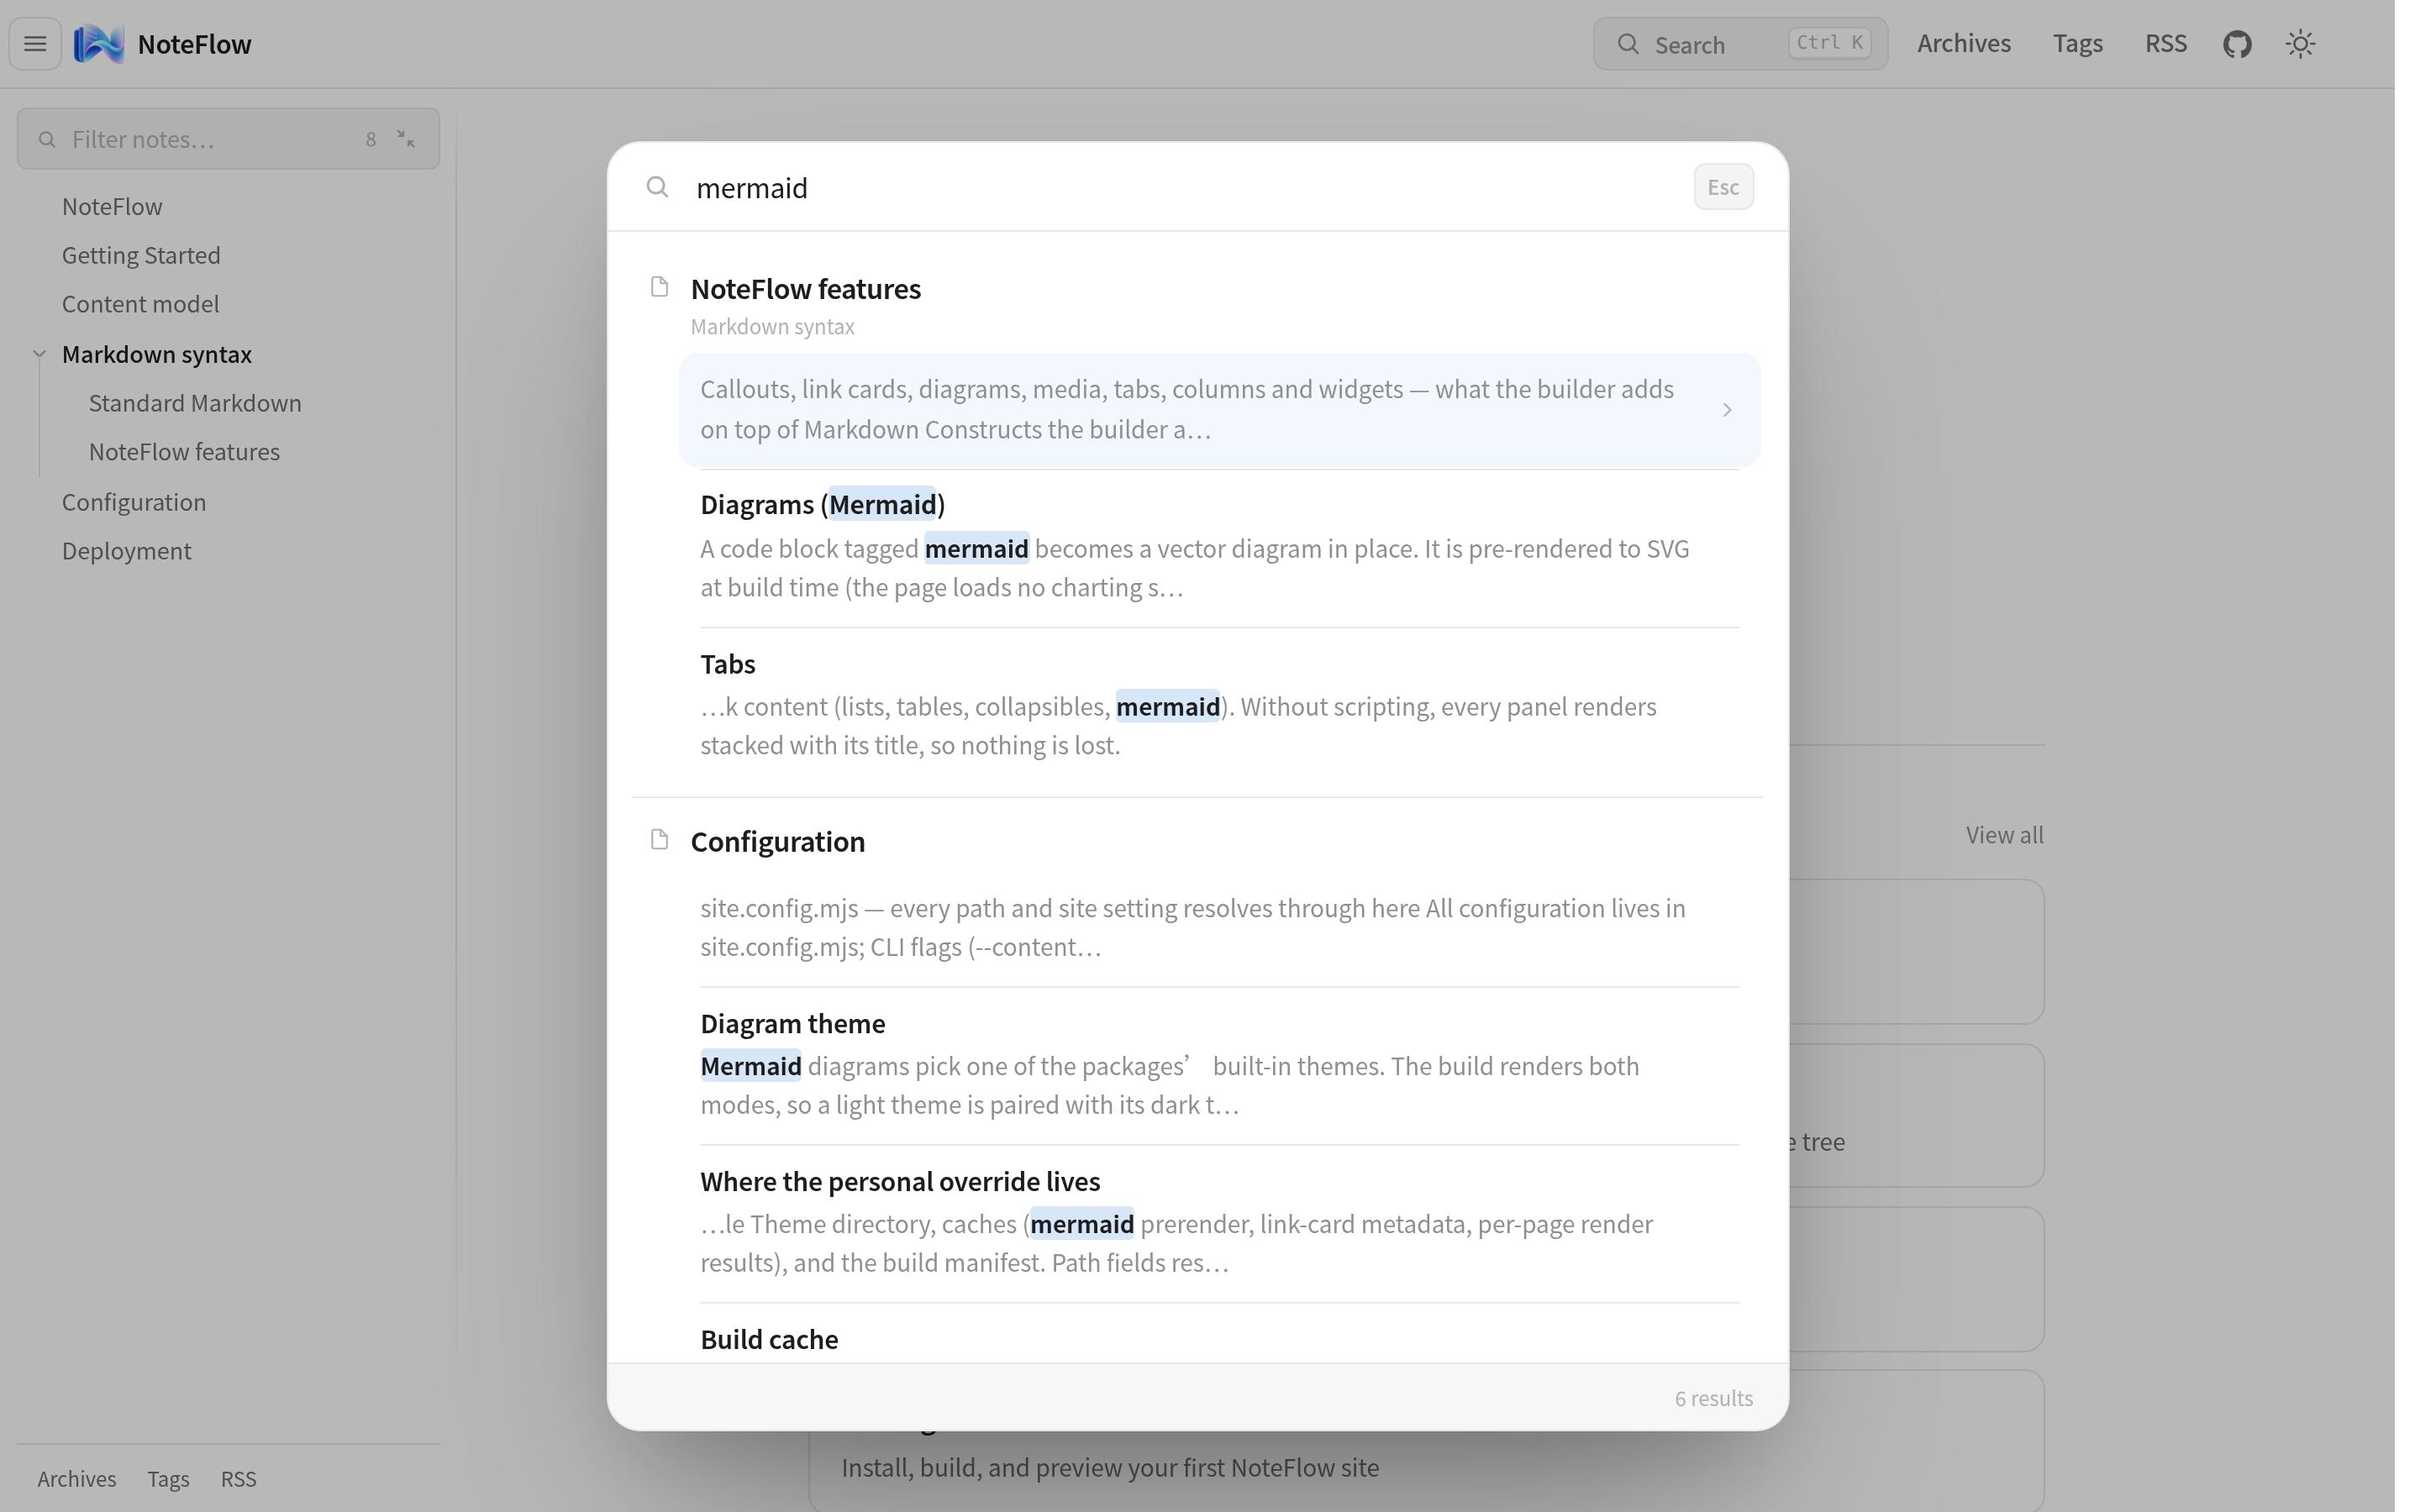 NoteFlow
Search
Ctrl K
Archives
Tags
RSS
Filter notes…
8
NoteFlow
Getting Started
Content model
Markdown syntax
Standard Markdown
NoteFlow features
Configuration
Deployment
Archives
Tags
RSS
mermaid
Esc
NoteFlow features
Markdown syntax
Callouts, link cards, diagrams, media, tabs, columns and widgets — what the builder adds
on top of Markdown Constructs the builder a…
Diagrams (Mermaid)
A code block tagged mermaid becomes a vector diagram in place. It is pre-rendered to SVG
at build time (the page loads no charting s…
Tabs
…k content (lists, tables, collapsibles, mermaid). Without scripting, every panel renders
stacked with its title, so nothing is lost.
Configuration
site.config.mjs — every path and site setting resolves through here All configuration lives in
site.config.mjs; CLI flags (--content…
Diagram theme
Mermaid diagrams pick one of the packages’ built-in themes. The build renders both
modes, so a light theme is paired with its dark t…
Where the personal override lives
…le Theme directory, caches (mermaid prerender, link-card metadata, per-page render
results), and the build manifest. Path fields res…
Build cache
6 results
View all
tree
Install, build, and preview your first NoteFlow site